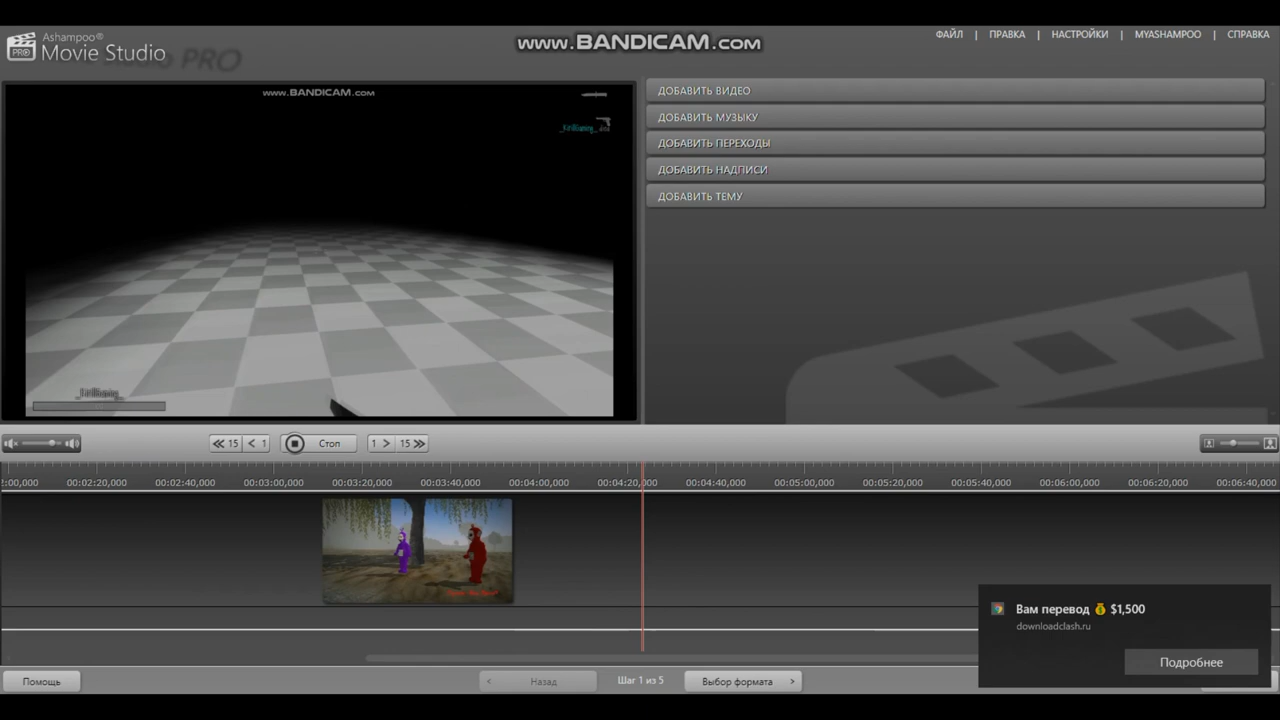 Ashampoo®
Movie Studio PRO
PRO
www.BANDICAM.com
ФАЙЛ | ПРАВКА | НАСТРОЙКИ | MYASHAMPOO | СПРАВКА
www.BANDICAM.com
ДОБАВИТЬ ВИДЕО
ДОБАВИТЬ МУЗЫКУ
ДОБАВИТЬ ПЕРЕХОДЫ
ДОБАВИТЬ НАДПИСИ
ДОБАВИТЬ ТЕМУ
15 < 1
Стоп
1 > 15
2:00,000 00:02:20,000 00:02:40,000 00:03:00,000 00:03:20,000 00:03:40,000 00:04:00,000 00:04:20,000 00:04:40,000 00:05:00,000 00:05:20,000 00:05:40,000 00:06:00,000 00:06:20,000 00:06:40,000
Вам перевод 💰 $1,500
downloadclash.ru
Подробнее
Помощь
< Назад
Шаг 1 из 5
Выбор формата >